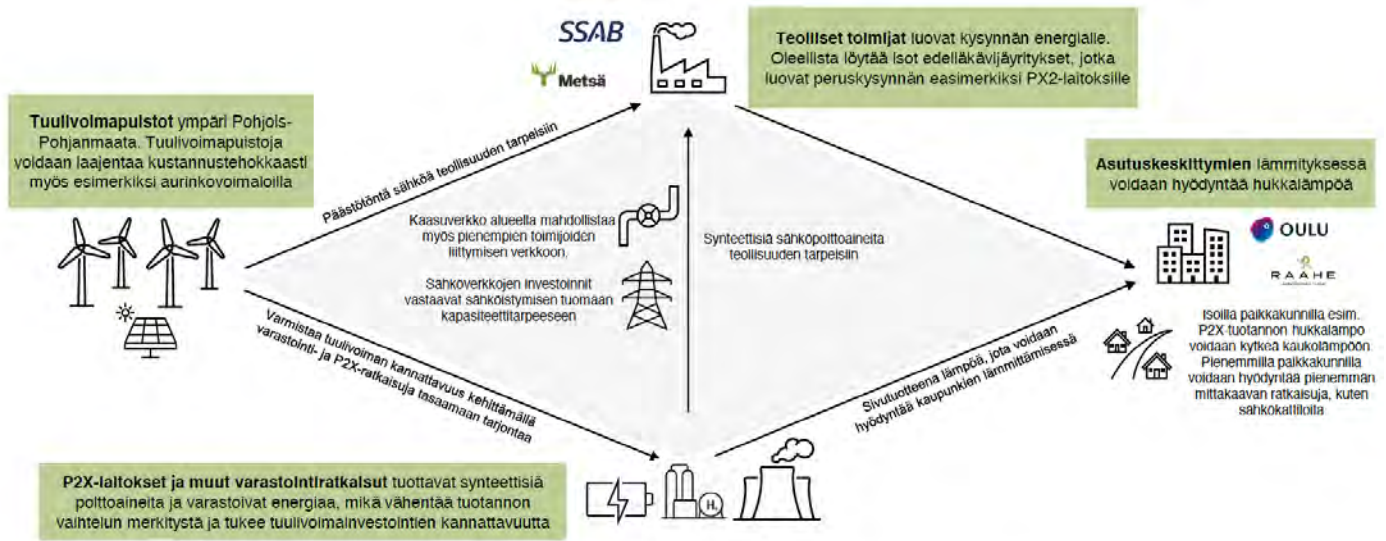 SSAB
Metsä
Teolliset toimijat luovat kysynnän energialle.
Oleellista löytää isot edelläkävijäyritykset, jotka
luovat peruskysynnän easimerkiksi PX2-laitoksille
Tuulivoimapuistot ympäri Pohjois-
Pohjanmaata. Tuulivoimapuistoja
voidaan laajentaa kustannustehokkaasti
myös esimerkiksi aurinkovoimaloilla
Päästötöntä sähköä teollisuuden tarpeisiin
Kaasuverkko alueella mahdollistaa
myös pienempien toimijoiden
liittymisen verkkoon.
Sähköverkkojen investoinnit
vastaavat sähköistymisen tuomaan
kapasiteettitarpeeseen
Synteettisiä sähköpolttoaineita
teollisuuden tarpeisiin
Asutuskeskittymien lämmityksessä
voidaan hyödyntää hukkalämpöä
OULU
RAAHE
Isoilla paikkakunnilla esim.
P2X-tuotannon hukkalämpö
voidaan kytkeä kaukolämpöön.
Pienemmillä paikkakunnilla
voidaan hyödyntää pienemmän
mittakaavan ratkaisuja, kuten
sähkökattiloita
Varmistaa tuulivoiman kannattavuus kehittämällä
varastointi- ja P2X-ratkaisuja tasaamaan tarjontaa
Sivutuotteena lämpöä, jota voidaan
hyödyntää kaupunkien lämmittämisessä
P2X-laitokset ja muut varastointiratkaisut tuottavat synteettisiä
polttoaineita ja varastoivat energiaa, mikä vähentää tuotannon
vaihtelun merkitystä ja tukee tuulivoimainvestointien kannattavuutta
H₂